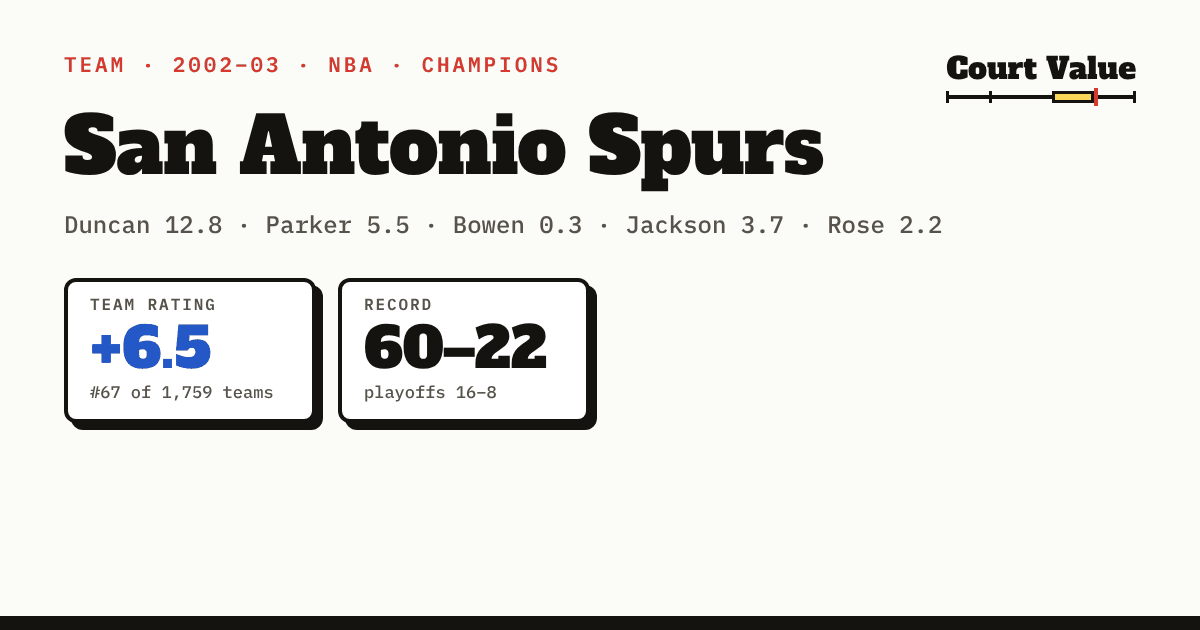 TEAM · 2002–03 · NBA · CHAMPIONS
Court Value
San Antonio Spurs
Duncan 12.8 · Parker 5.5 · Bowen 0.3 · Jackson 3.7 · Rose 2.2
TEAM RATING
+6.5
#67 of 1,759 teams
RECORD
60–22
playoffs 16–8